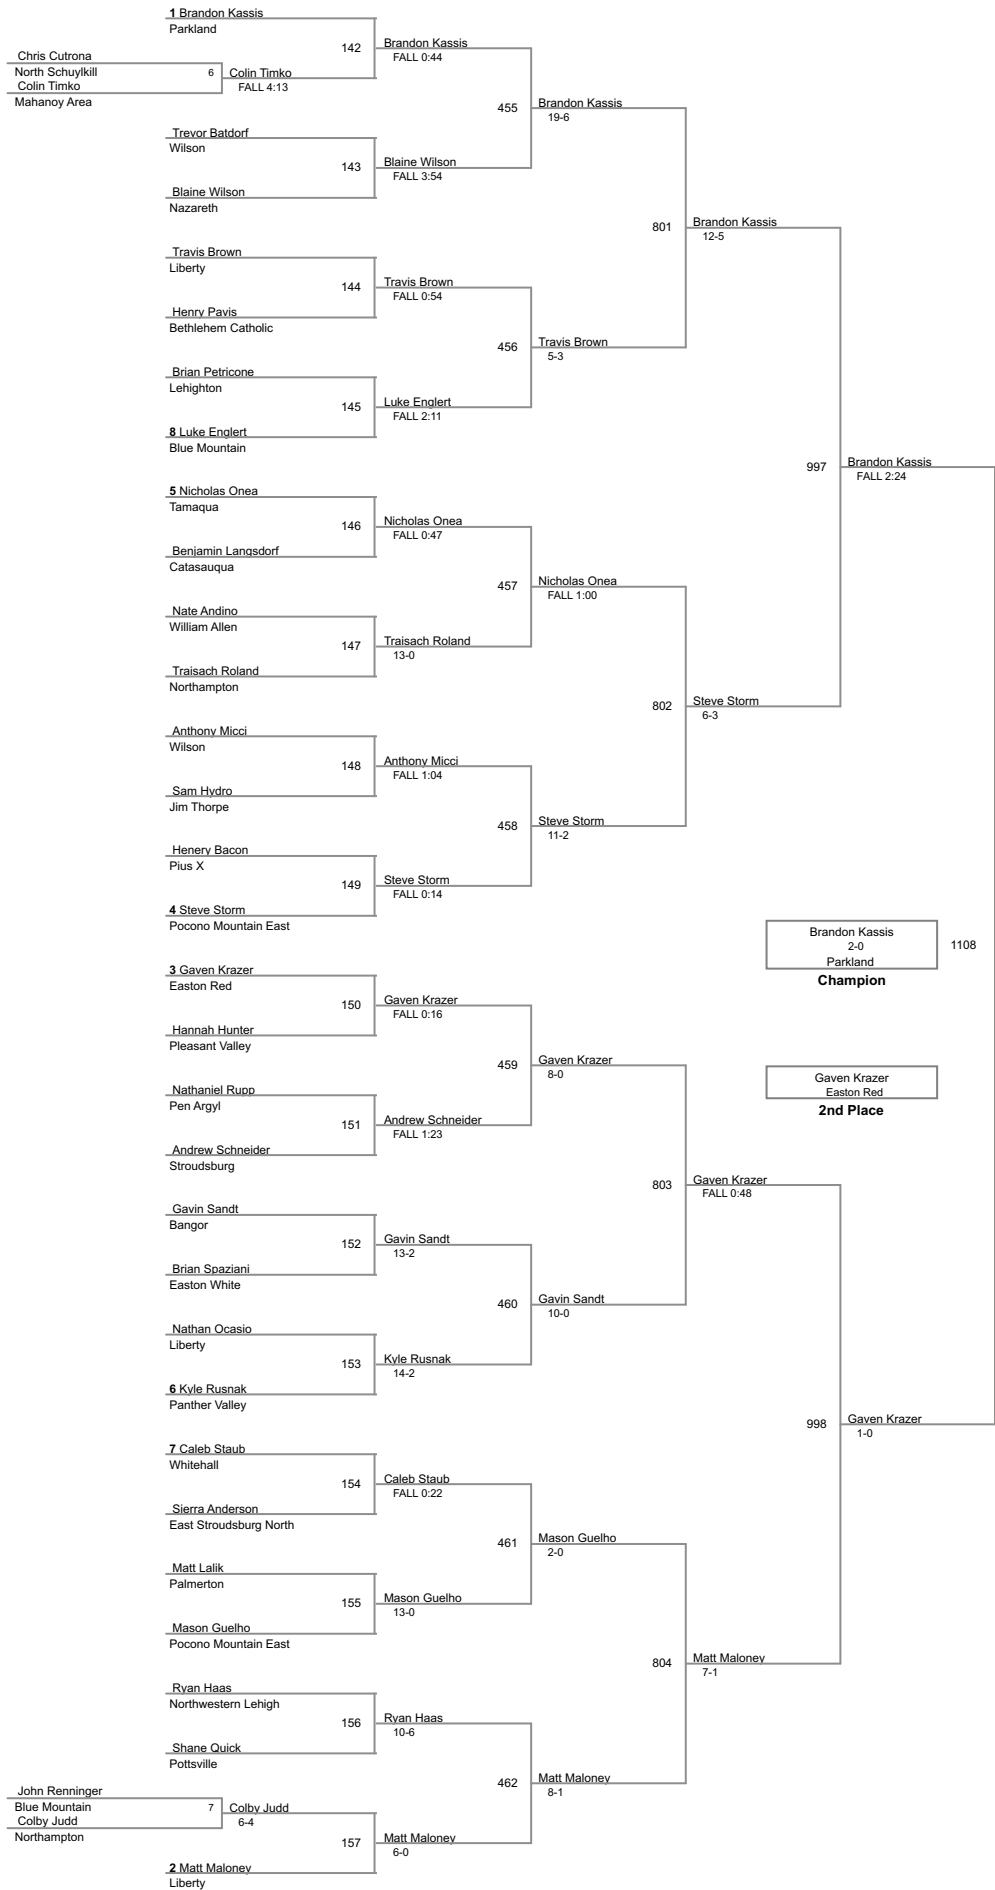 1 Brandon Kassis
Parkland
142
Brandon Kassis
FALL 0:44
Chris Cutrona
North Schuylkill
6
Colin Timko
FALL 4:13
Colin Timko
Mahanoy Area
455
Brandon Kassis
19-6
Trevor Batdorf
Wilson
143
Blaine Wilson
FALL 3:54
Blaine Wilson
Nazareth
801
Brandon Kassis
12-5
Travis Brown
Liberty
144
Travis Brown
FALL 0:54
Henry Pavis
Bethlehem Catholic
456
Travis Brown
5-3
Brian Petricone
Lehighton
145
Luke Englert
FALL 2:11
8 Luke Englert
Blue Mountain
997
Brandon Kassis
FALL 2:24
5 Nicholas Onea
Tamaqua
146
Nicholas Onea
FALL 0:47
Benjamin Langsdorf
Catasauqua
457
Nicholas Onea
FALL 1:00
Nate Andino
William Allen
147
Traisach Roland
13-0
Traisach Roland
Northampton
802
Steve Storm
6-3
Anthony Micci
Wilson
148
Anthony Micci
FALL 1:04
Sam Hydro
Jim Thorpe
458
Steve Storm
11-2
Henery Bacon
Pius X
149
Steve Storm
FALL 0:14
4 Steve Storm
Pocono Mountain East
Brandon Kassis
2-0
Parkland
1108
Champion
3 Gaven Krazer
Easton Red
150
Gaven Krazer
FALL 0:16
Hannah Hunter
Pleasant Valley
459
Gaven Krazer
8-0
Gaven Krazer
Easton Red
2nd Place
Nathaniel Rupp
Pen Argyl
151
Andrew Schneider
FALL 1:23
Andrew Schneider
Stroudsburg
803
Gaven Krazer
FALL 0:48
Gavin Sandt
Bangor
152
Gavin Sandt
13-2
Brian Spaziani
Easton White
460
Gavin Sandt
10-0
Nathan Ocasio
Liberty
153
Kyle Rusnak
14-2
6 Kyle Rusnak
Panther Valley
998
Gaven Krazer
1-0
7 Caleb Staub
Whitehall
154
Caleb Staub
FALL 0:22
Sierra Anderson
East Stroudsburg North
461
Mason Guelho
2-0
Matt Lalik
Palmerton
155
Mason Guelho
13-0
Mason Guelho
Pocono Mountain East
804
Matt Maloney
7-1
Ryan Haas
Northwestern Lehigh
156
Ryan Haas
10-6
Shane Quick
Pottsville
462
Matt Maloney
8-1
John Renninger
Blue Mountain
7
Colby Judd
6-4
Colby Judd
Northampton
157
Matt Maloney
6-0
2 Matt Maloney
Liberty